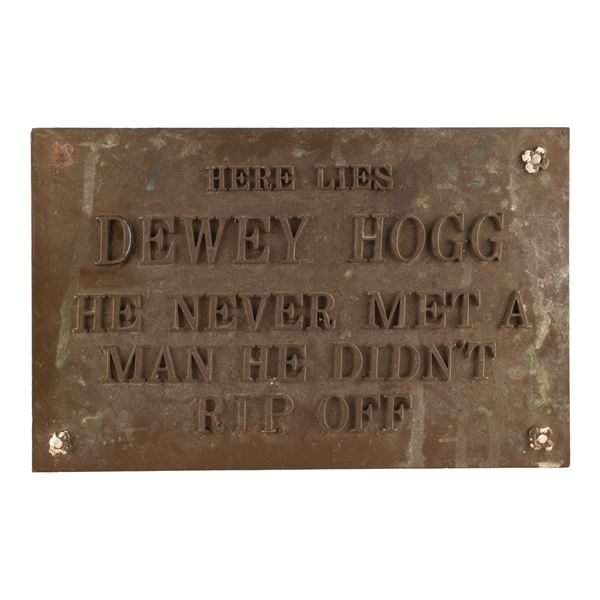 HERE LIES
DEWEY HOGG
HE NEVER MET A
MAN HE DIDN'T
RIP OFF